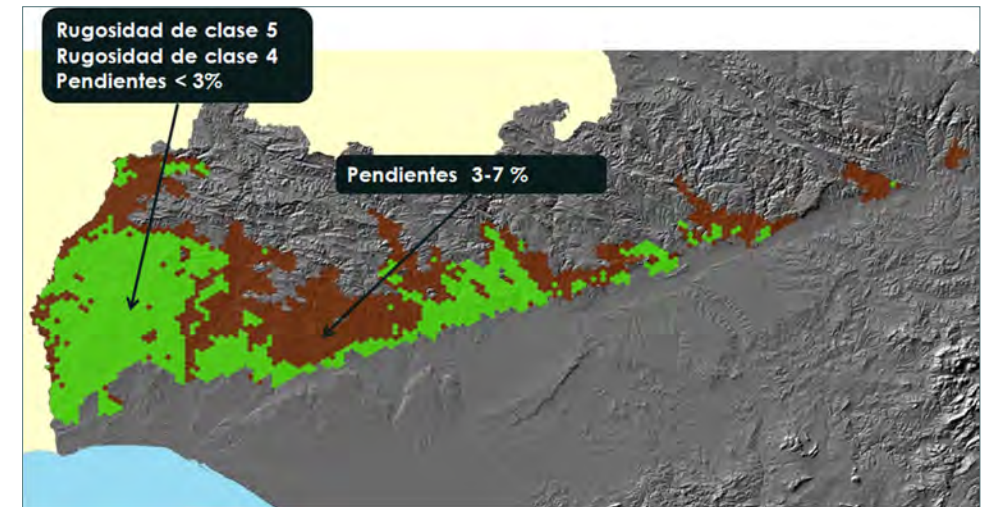 Rugosidad de clase 5
Rugosidad de clase 4
Pendientes < 3%
Pendientes 3-7 %